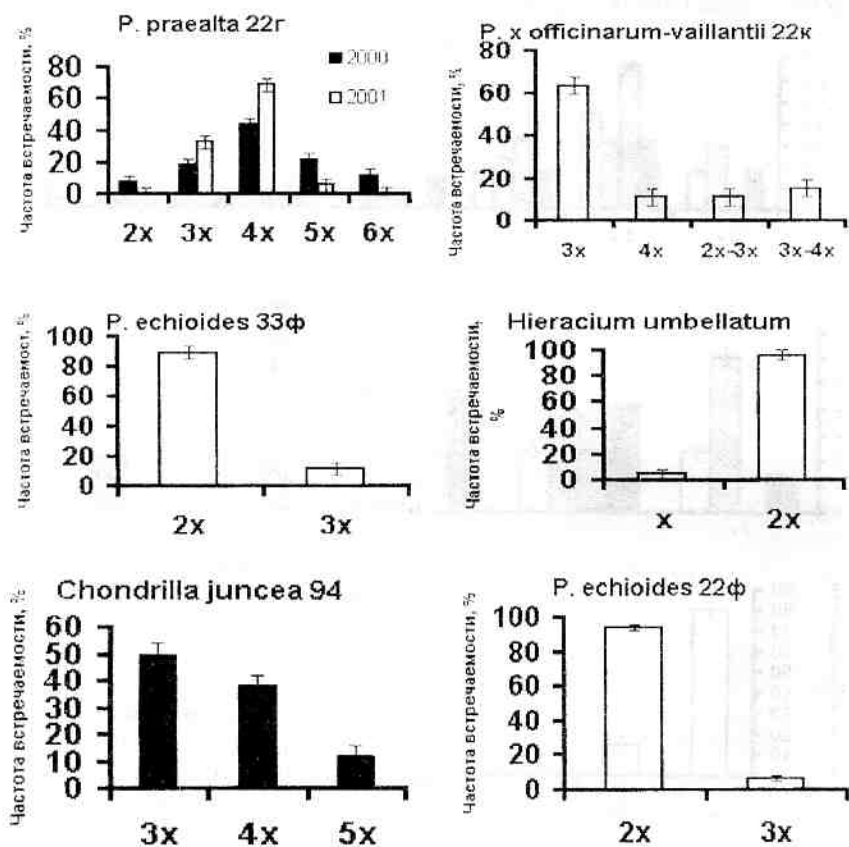 P. praealta 22г
Частота встречаемости, %
80
60
40
20
0
2000
2001
2x 3x 4x 5x 6x
P. x officinarum-vaillantii 22к
Частота встречаемости, %
80
60
40
20
0
3x 4x 2x-3x 3x-4x
P. echioides 33ф
Частота встречаемост, %
100
80
60
40
20
0
2x 3x
Hieracium umbellatum
Частота встречаемости,
%
100
80
60
40
20
0
x 2x
Chondrilla juncea 94
Частота встречаемости, %
60
50
40
30
20
10
0
3x 4x 5x
P. echioides 22ф
Частота встречаемости, %
100
80
60
40
20
0
2x 3x